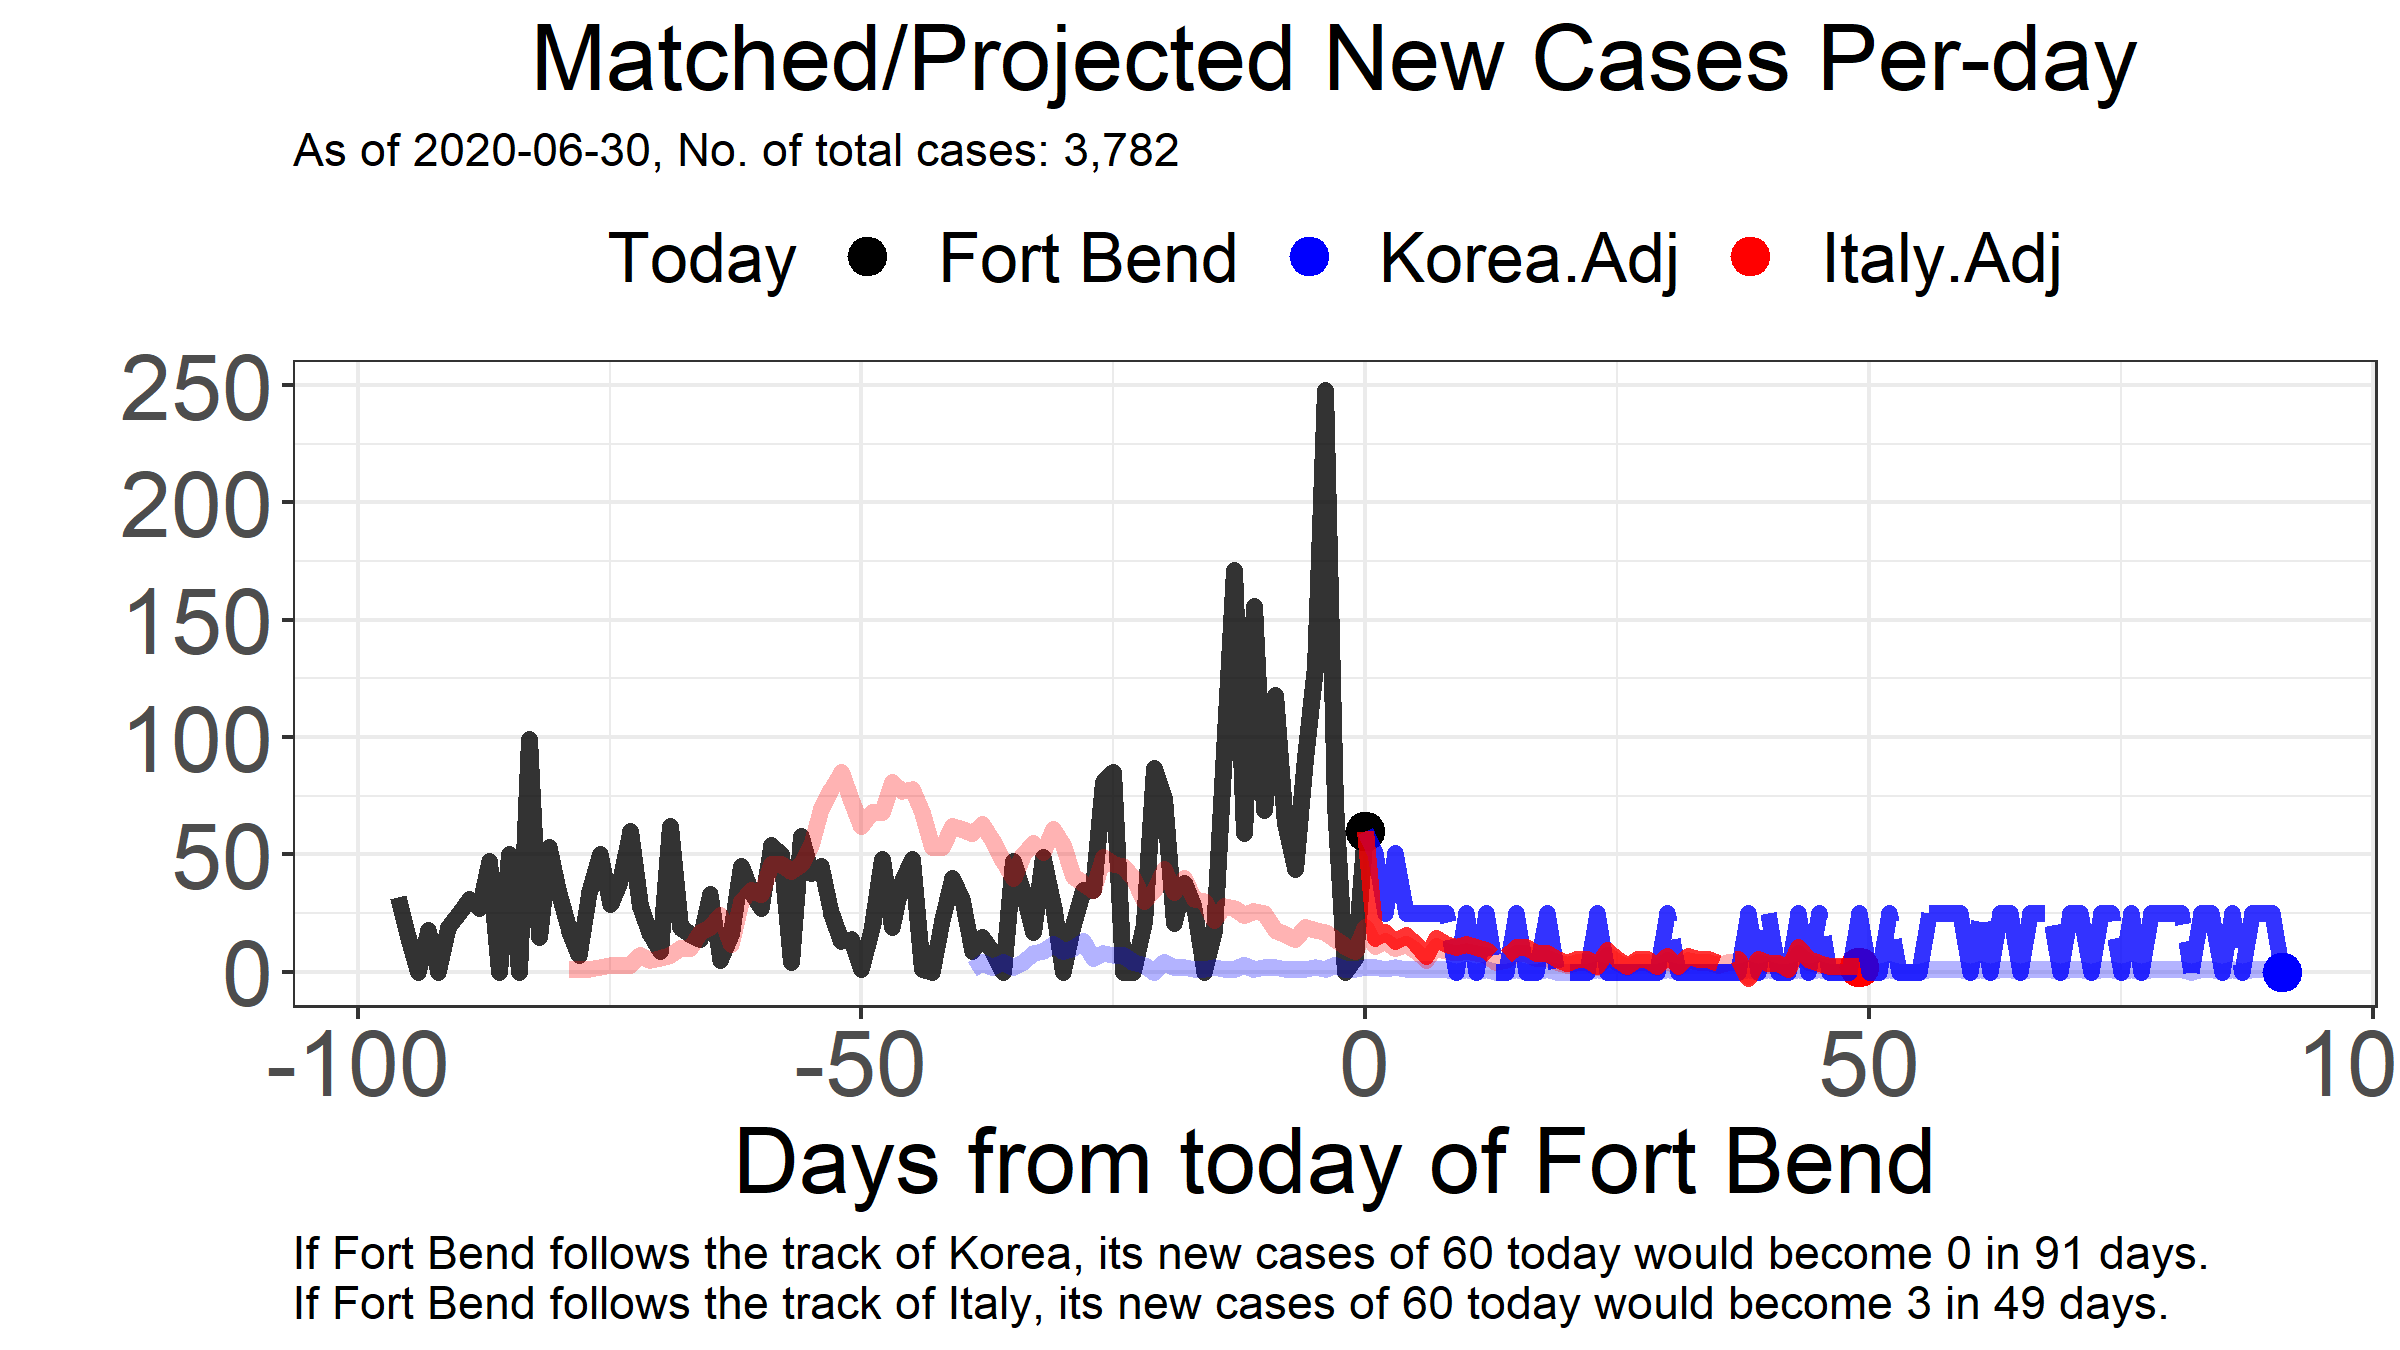 Matched/Projected New Cases Per-day
As of 2020-06-30, No. of total cases: 3,782
Today Fort Bend Korea.Adj Italy.Adj
250
200
150
100
50
0
-100 -50 0 50 10
Days from today of Fort Bend
If Fort Bend follows the track of Korea, its new cases of 60 today would become 0 in 91 days.
If Fort Bend follows the track of Italy, its new cases of 60 today would become 3 in 49 days.